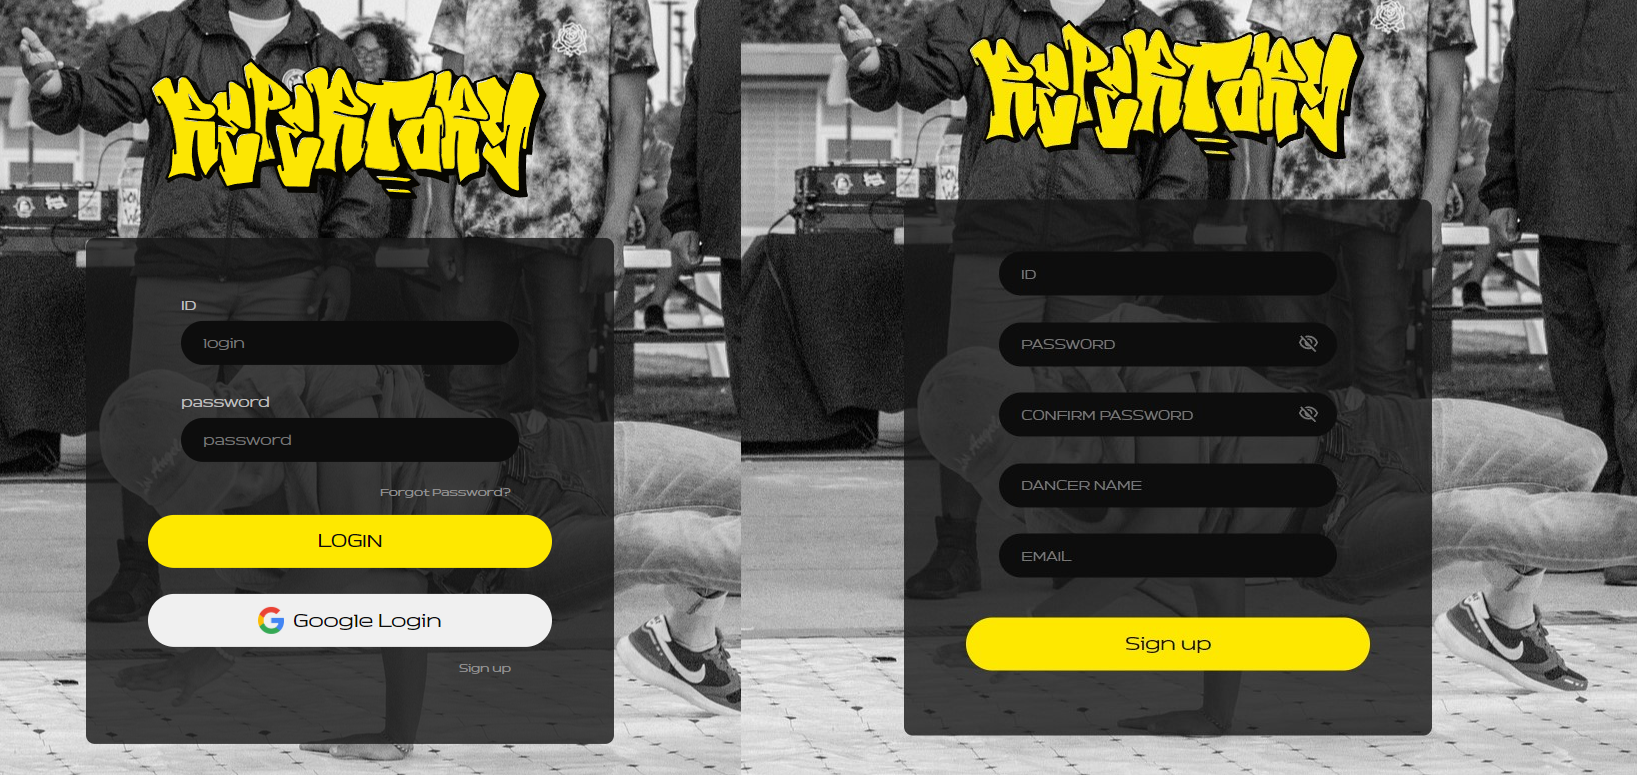 REPERTORY
ID
login
password
password
Forgot Password?
LOGIN
Google Login
Sign up
REPERTORY
ID
PASSWORD
CONFIRM PASSWORD
DANCER NAME
EMAIL
Sign up